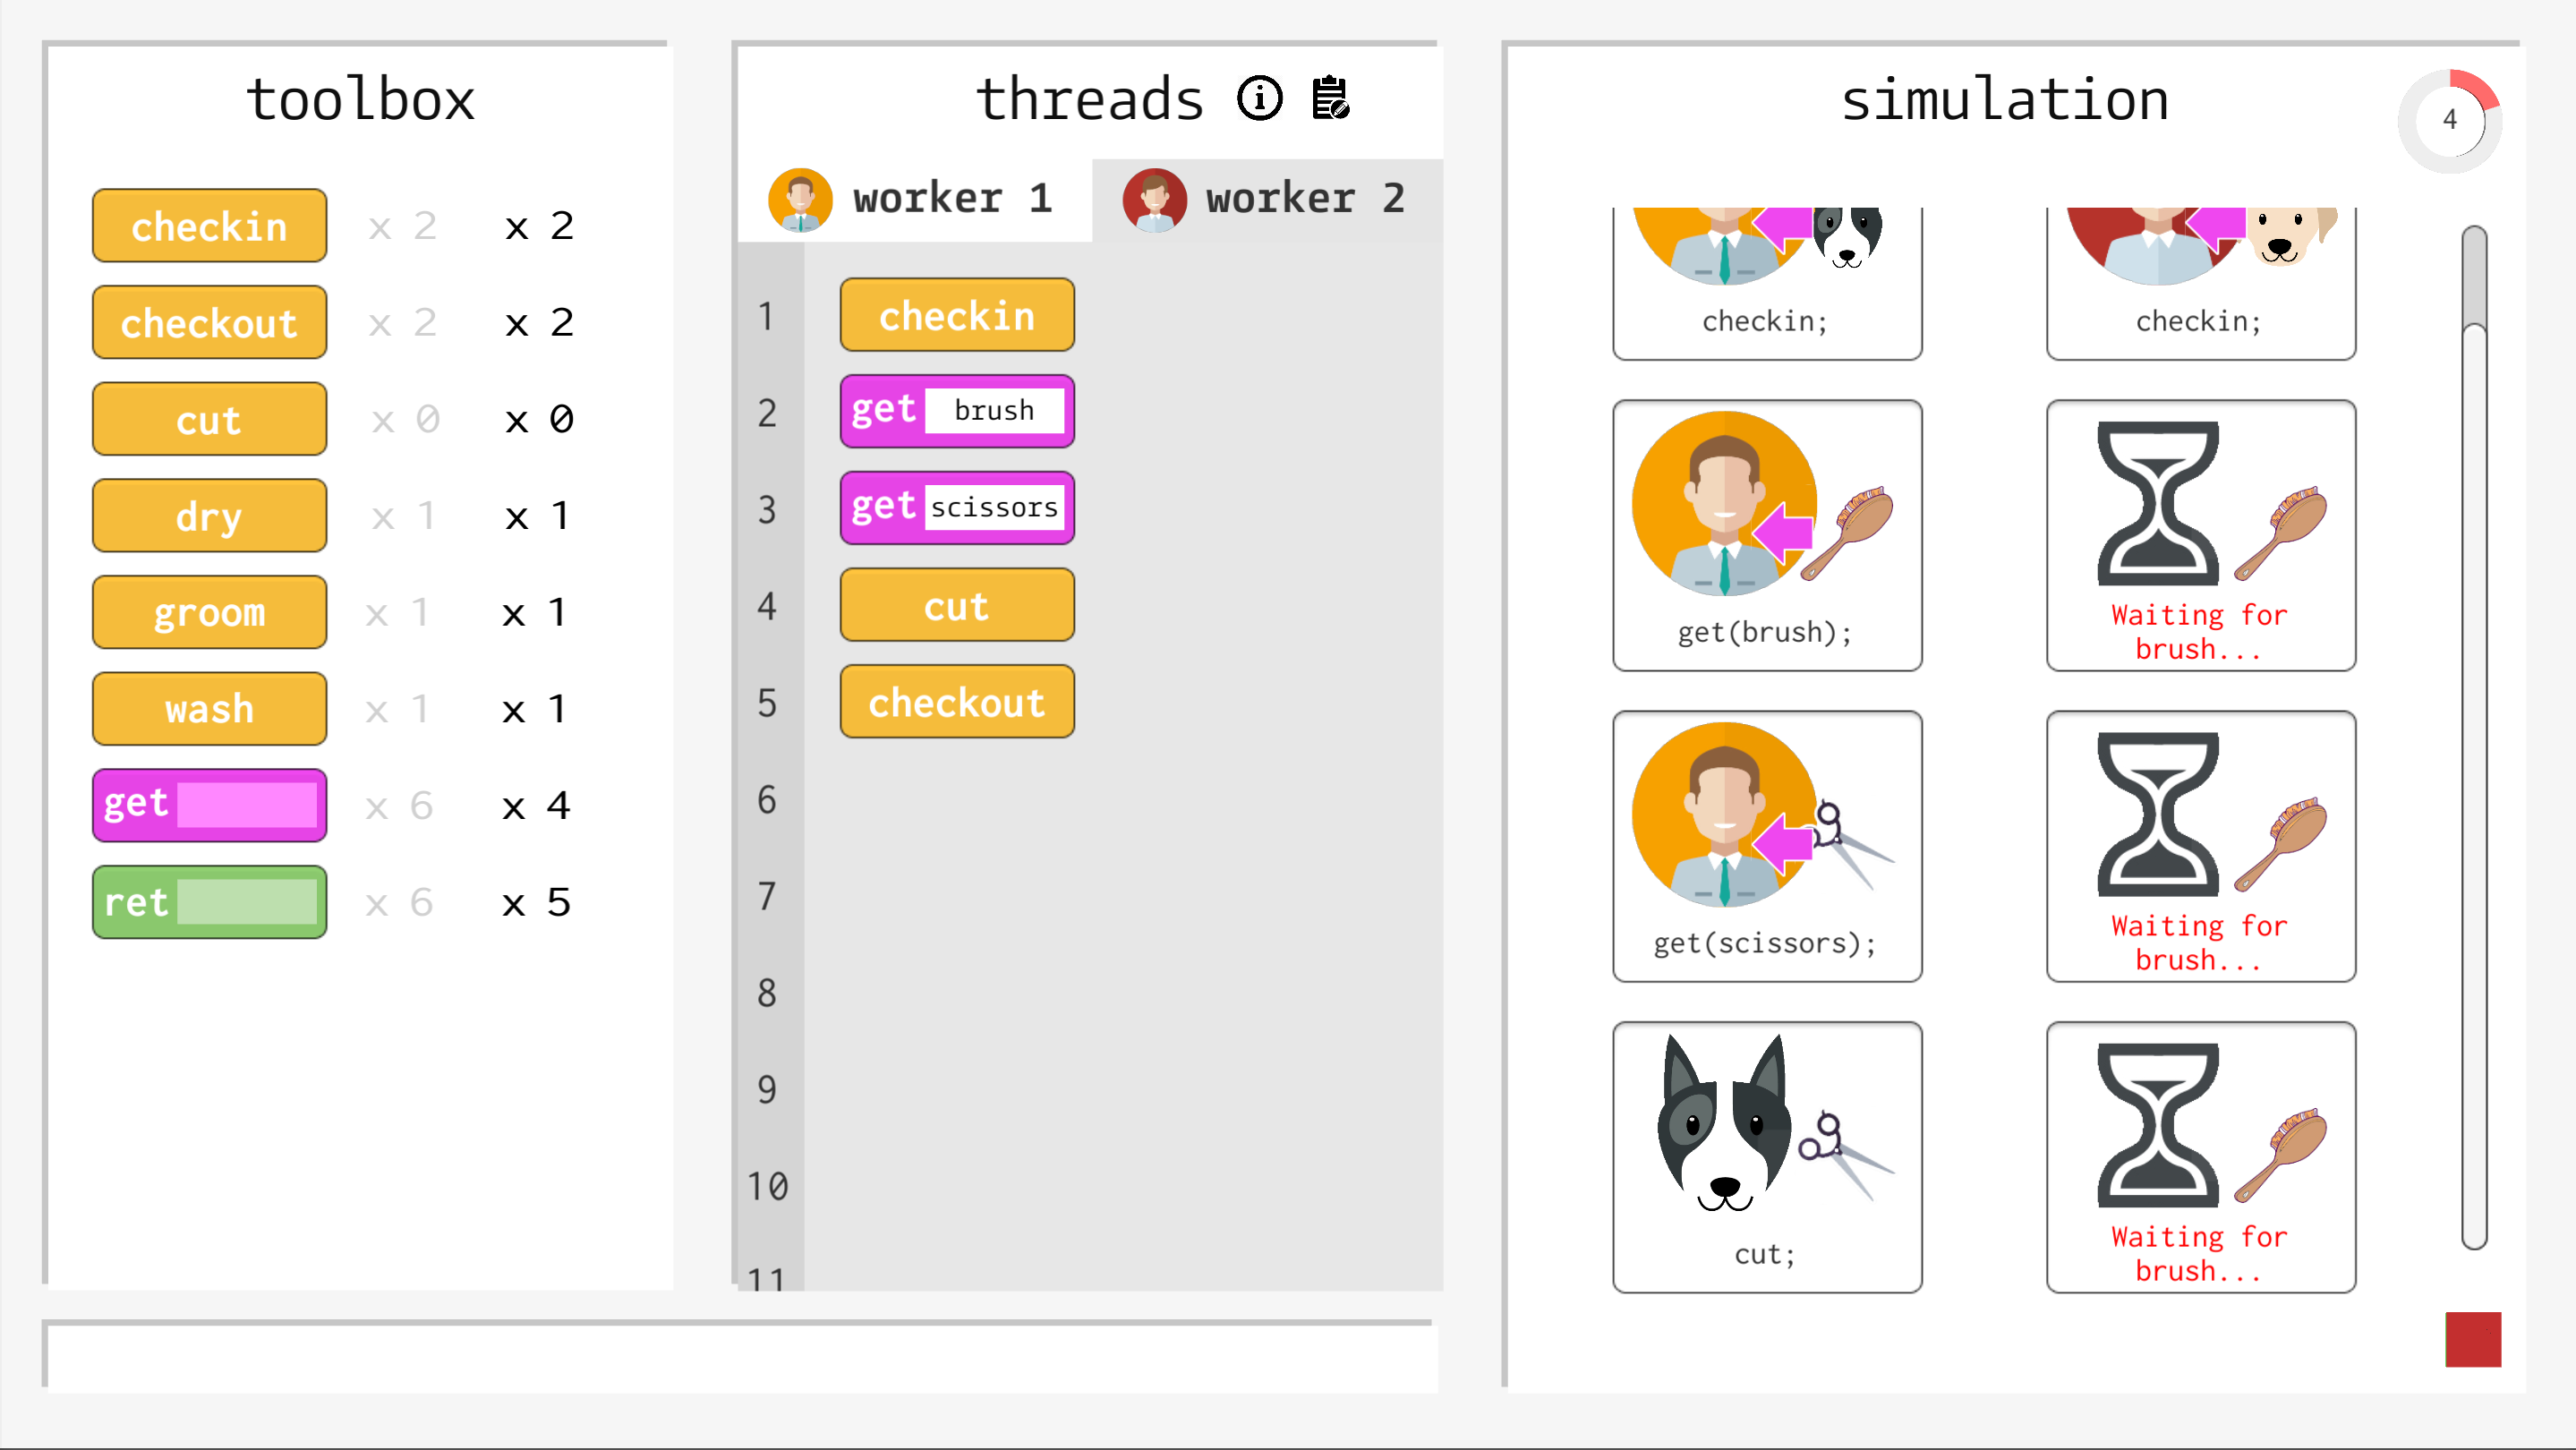 toolbox
checkin x 2 x 2
checkout x 2 x 2
cut x 0 x 0
dry x 1 x 1
groom x 1 x 1
wash x 1 x 1
get x 6 x 4
ret x 6 x 5
threads
worker 1 worker 2
1 checkin
2 get brush
3 get scissors
4 cut
5 checkout
6
7
8
9
10
11
simulation
4
checkin; checkin;
get(brush); Waiting for
brush...
get(scissors); Waiting for
brush...
cut; Waiting for
brush...